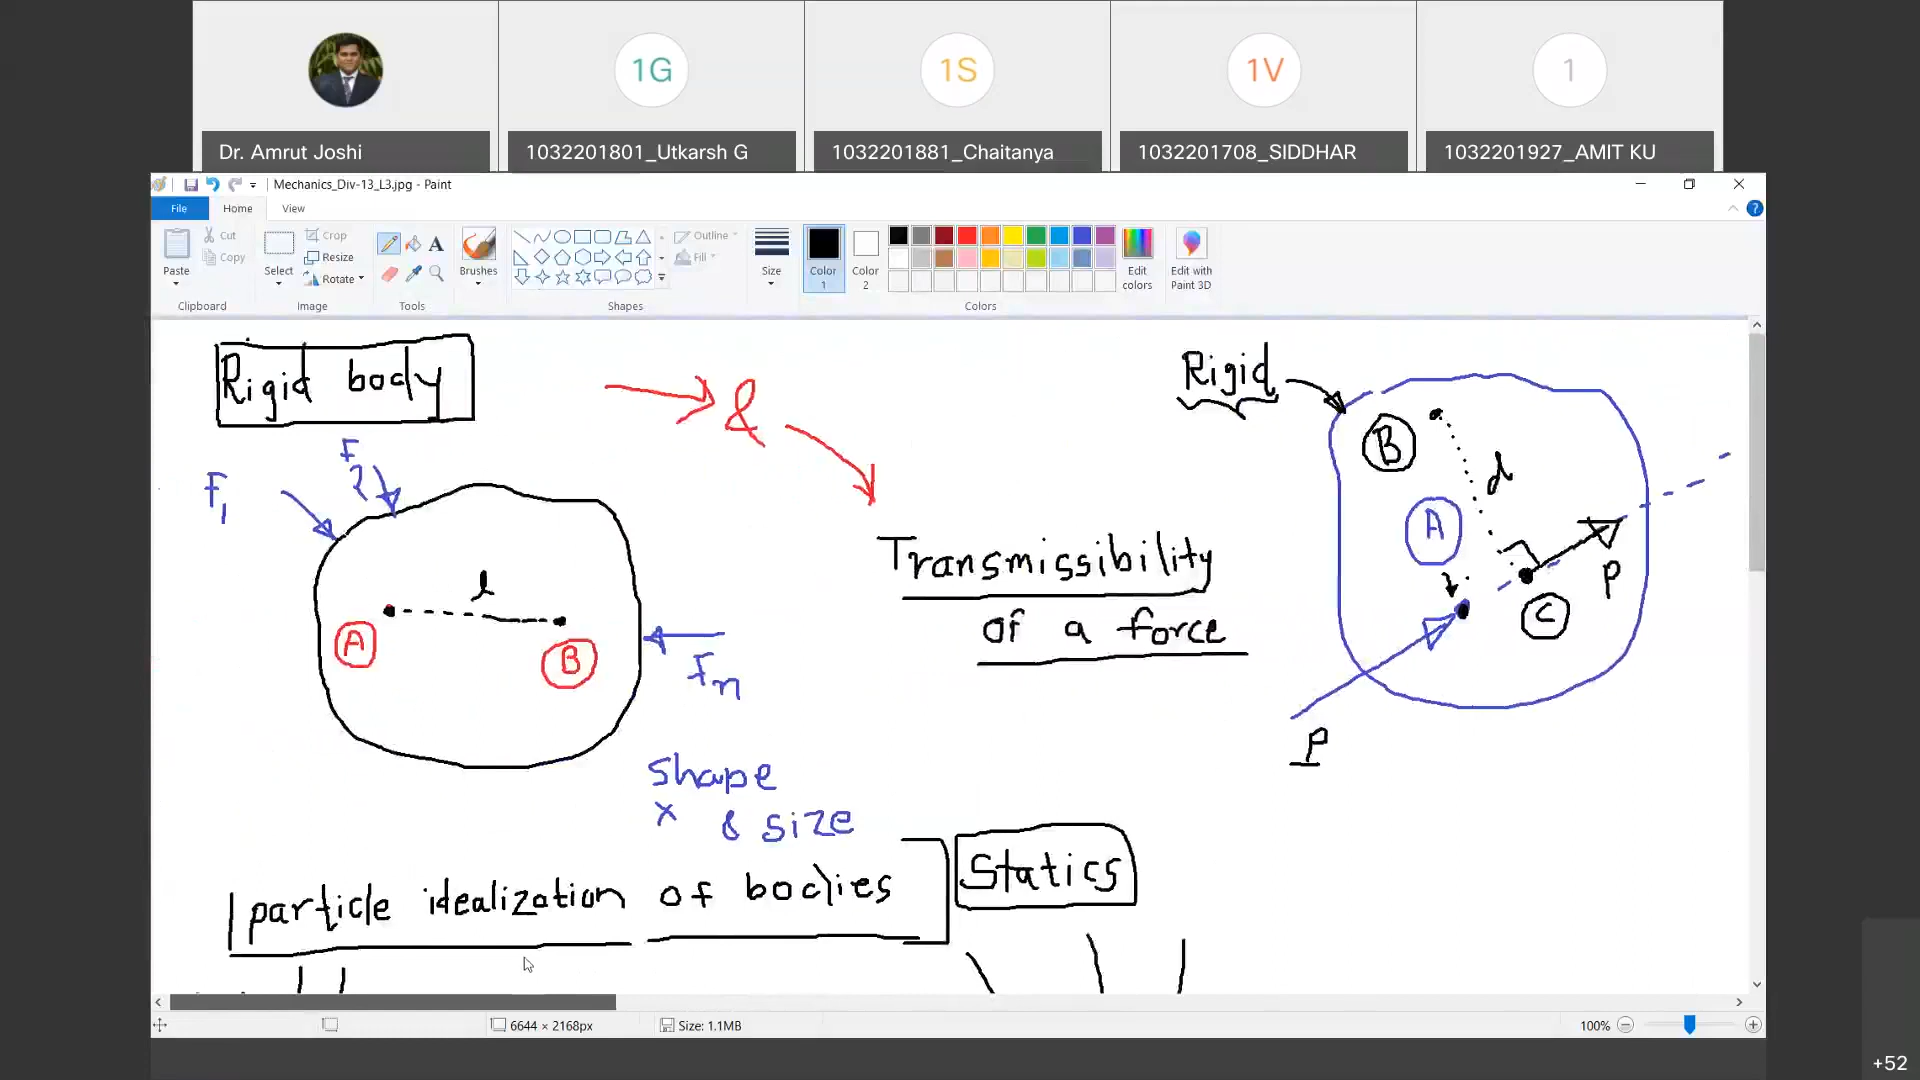 1G
1S
1V
1
Dr. Amrut Joshi
1032201801_Utkarsh G
1032201881_Chaitanya
1032201708_SIDDHAR
1032201927_AMIT KU
Mechanics_Div-13_L3.jpg - Paint
File
Home
View
Paste
Cut
Copy
Clipboard
Select
Crop
Resize
Rotate
Image
A
Tools
Brushes
Outline
Fill
Shapes
Size
Color
1
Color
2
Edit
colors
Edit with
Paint 3D
Colors
?
Rigid body
F1
F2
l
A
B
Fn
shape
x & size
&
Transmissibility
of a force
Rigid
B
d
A
C
P
P
particle idealization of bodies
Statics
6644 × 2168px
Size: 1.1MB
100%
+52